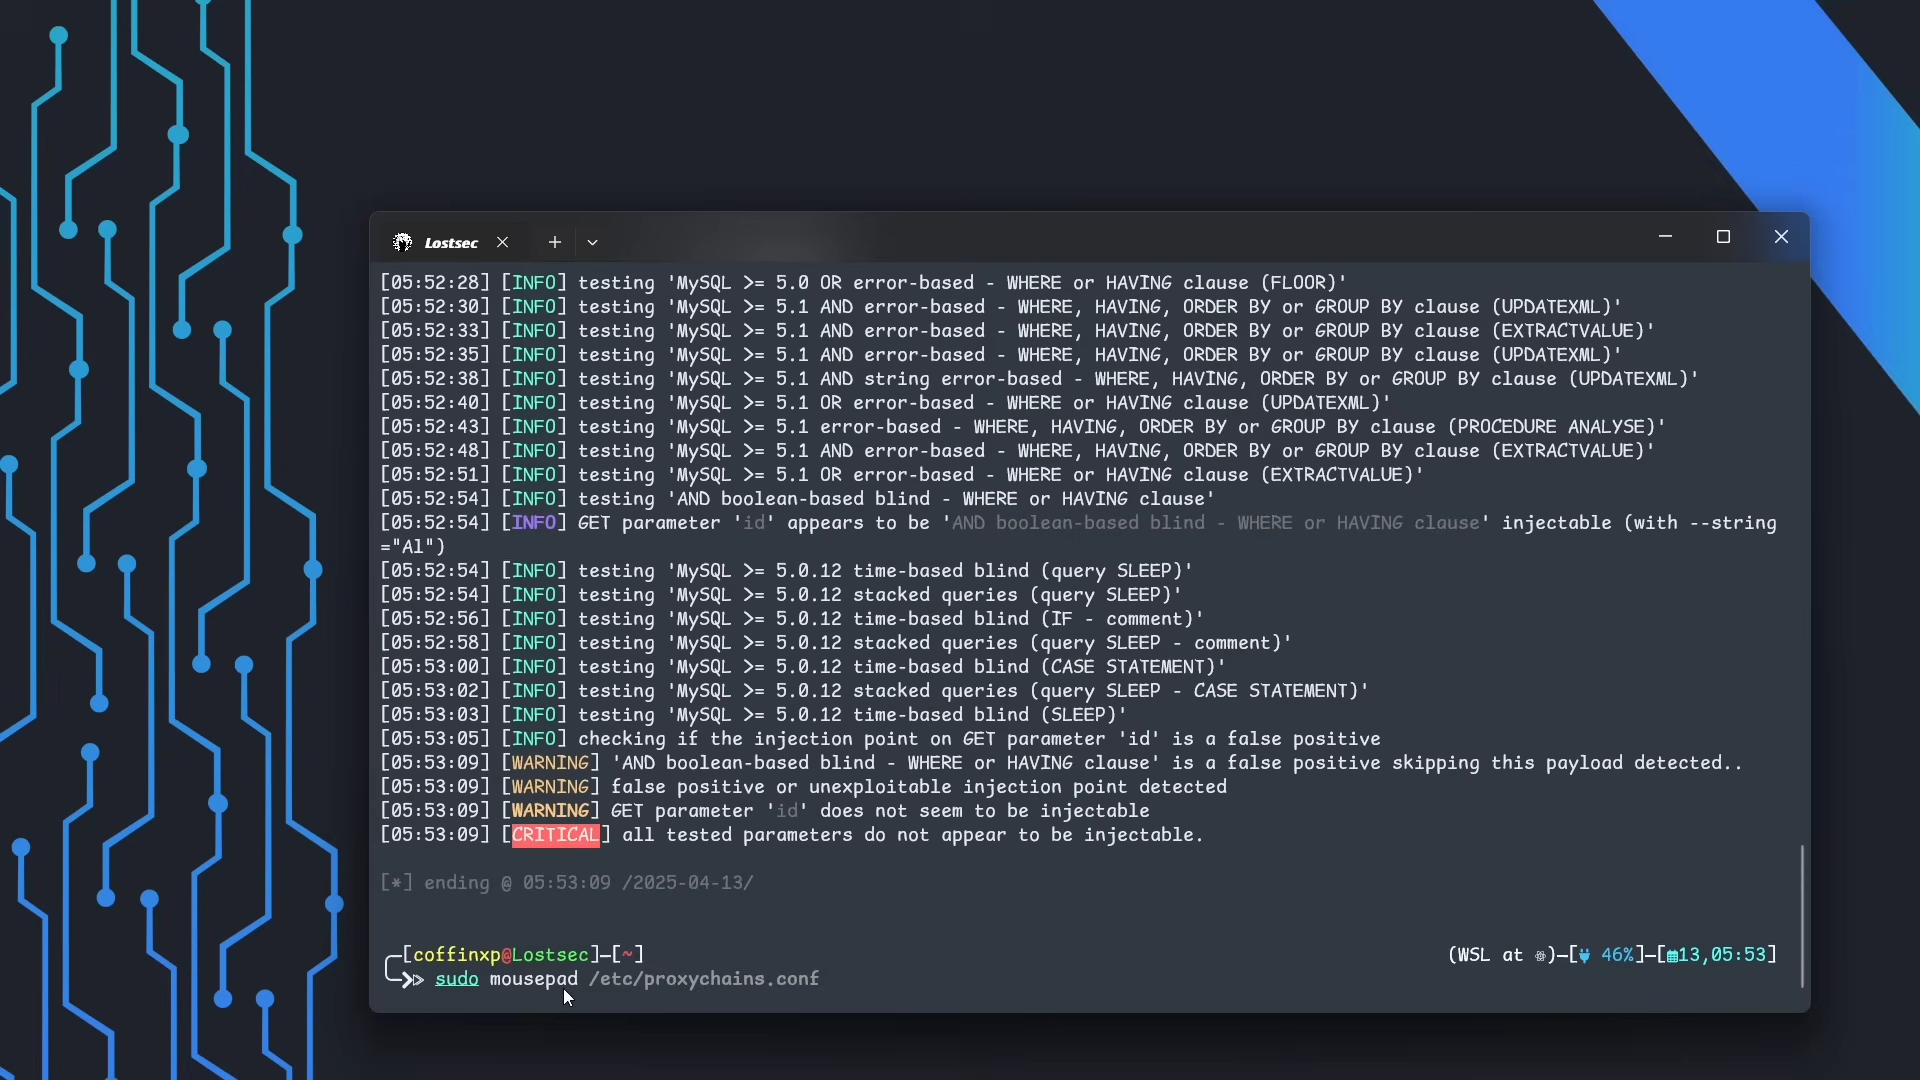 Lostsec
[05:52:28] [INFO] testing 'MySQL >= 5.0 OR error-based - WHERE or HAVING clause (FLOOR)'
[05:52:30] [INFO] testing 'MySQL >= 5.1 AND error-based - WHERE, HAVING, ORDER BY or GROUP BY clause (UPDATEXML)'
[05:52:33] [INFO] testing 'MySQL >= 5.1 AND error-based - WHERE, HAVING, ORDER BY or GROUP BY clause (EXTRACTVALUE)'
[05:52:35] [INFO] testing 'MySQL >= 5.1 AND error-based - WHERE, HAVING, ORDER BY or GROUP BY clause (UPDATEXML)'
[05:52:38] [INFO] testing 'MySQL >= 5.1 AND string error-based - WHERE, HAVING, ORDER BY or GROUP BY clause (UPDATEXML)'
[05:52:40] [INFO] testing 'MySQL >= 5.1 OR error-based - WHERE or HAVING clause (UPDATEXML)'
[05:52:43] [INFO] testing 'MySQL >= 5.1 error-based - WHERE, HAVING, ORDER BY or GROUP BY clause (PROCEDURE ANALYSE)'
[05:52:48] [INFO] testing 'MySQL >= 5.1 AND error-based - WHERE, HAVING, ORDER BY or GROUP BY clause (EXTRACTVALUE)'
[05:52:51] [INFO] testing 'MySQL >= 5.1 OR error-based - WHERE or HAVING clause (EXTRACTVALUE)'
[05:52:54] [INFO] testing 'AND boolean-based blind - WHERE or HAVING clause'
[05:52:54] [INFO] GET parameter 'id' appears to be 'AND boolean-based blind - WHERE or HAVING clause' injectable (with --string
="Al")
[05:52:54] [INFO] testing 'MySQL >= 5.0.12 time-based blind (query SLEEP)'
[05:52:54] [INFO] testing 'MySQL >= 5.0.12 stacked queries (query SLEEP)'
[05:52:56] [INFO] testing 'MySQL >= 5.0.12 time-based blind (IF - comment)'
[05:52:58] [INFO] testing 'MySQL >= 5.0.12 stacked queries (query SLEEP - comment)'
[05:53:00] [INFO] testing 'MySQL >= 5.0.12 time-based blind (CASE STATEMENT)'
[05:53:02] [INFO] testing 'MySQL >= 5.0.12 stacked queries (query SLEEP - CASE STATEMENT)'
[05:53:03] [INFO] testing 'MySQL >= 5.0.12 time-based blind (SLEEP)'
[05:53:05] [INFO] checking if the injection point on GET parameter 'id' is a false positive
[05:53:09] [WARNING] 'AND boolean-based blind - WHERE or HAVING clause' is a false positive skipping this payload detected..
[05:53:09] [WARNING] false positive or unexploitable injection point detected
[05:53:09] [WARNING] GET parameter 'id' does not seem to be injectable
[05:53:09] [CRITICAL] all tested parameters do not appear to be injectable.
[*] ending @ 05:53:09 /2025-04-13/
[coffinxp@Lostsec]-[~] (WSL at )-[ 46%]-[13,05:53]
sudo mousepad /etc/proxychains.conf